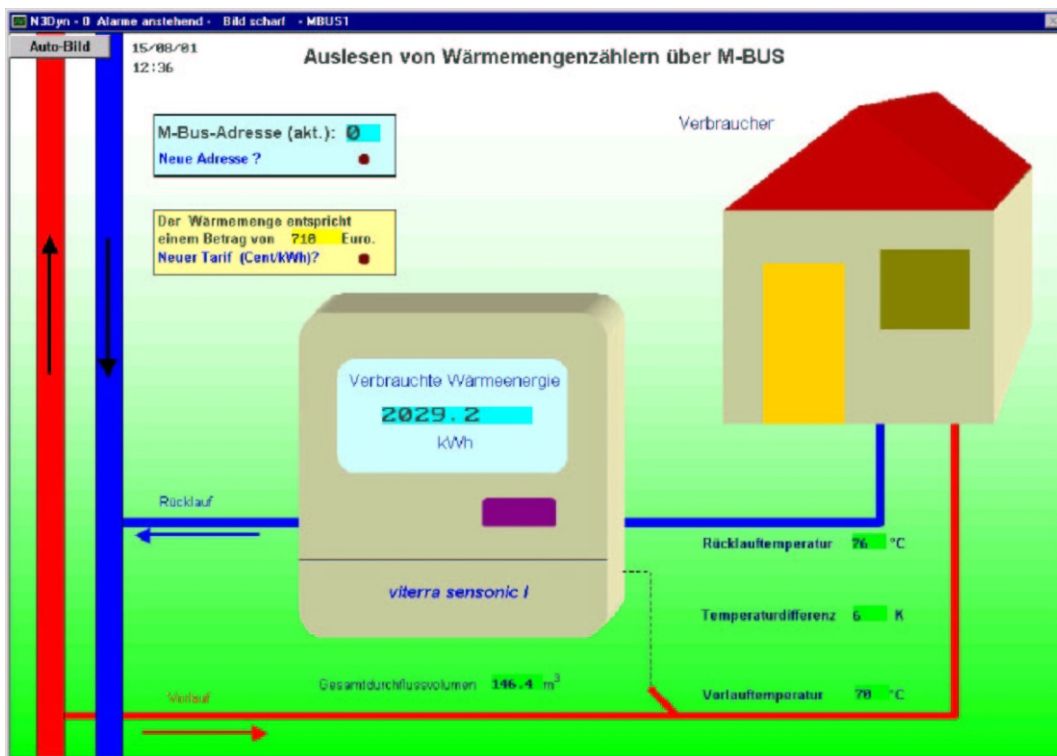 N3Dyn - 0 Alarme anstehend - Bild scharf - MBUS1
Auto-Bild
15/08/01
12:36
Auslesen von Wärmemengenzählern über M-BUS
M-Bus-Adresse (akt.): 0
Neue Adresse ?
Verbraucher
Der Wärmemenge entspricht
einem Betrag von 710 Euro.
Neuer Tarif (Cent/kWh)?
Verbrauchte Wärmeenergie
2029.2
kWh
Rücklauf
Rücklauftemperatur 76 °C
viterra sensonic I
Temperaturdifferenz 6 K
Gesamtdurchflussvolumen 146.4 m³
Vorlauf
Vorlauftemperatur 70 °C